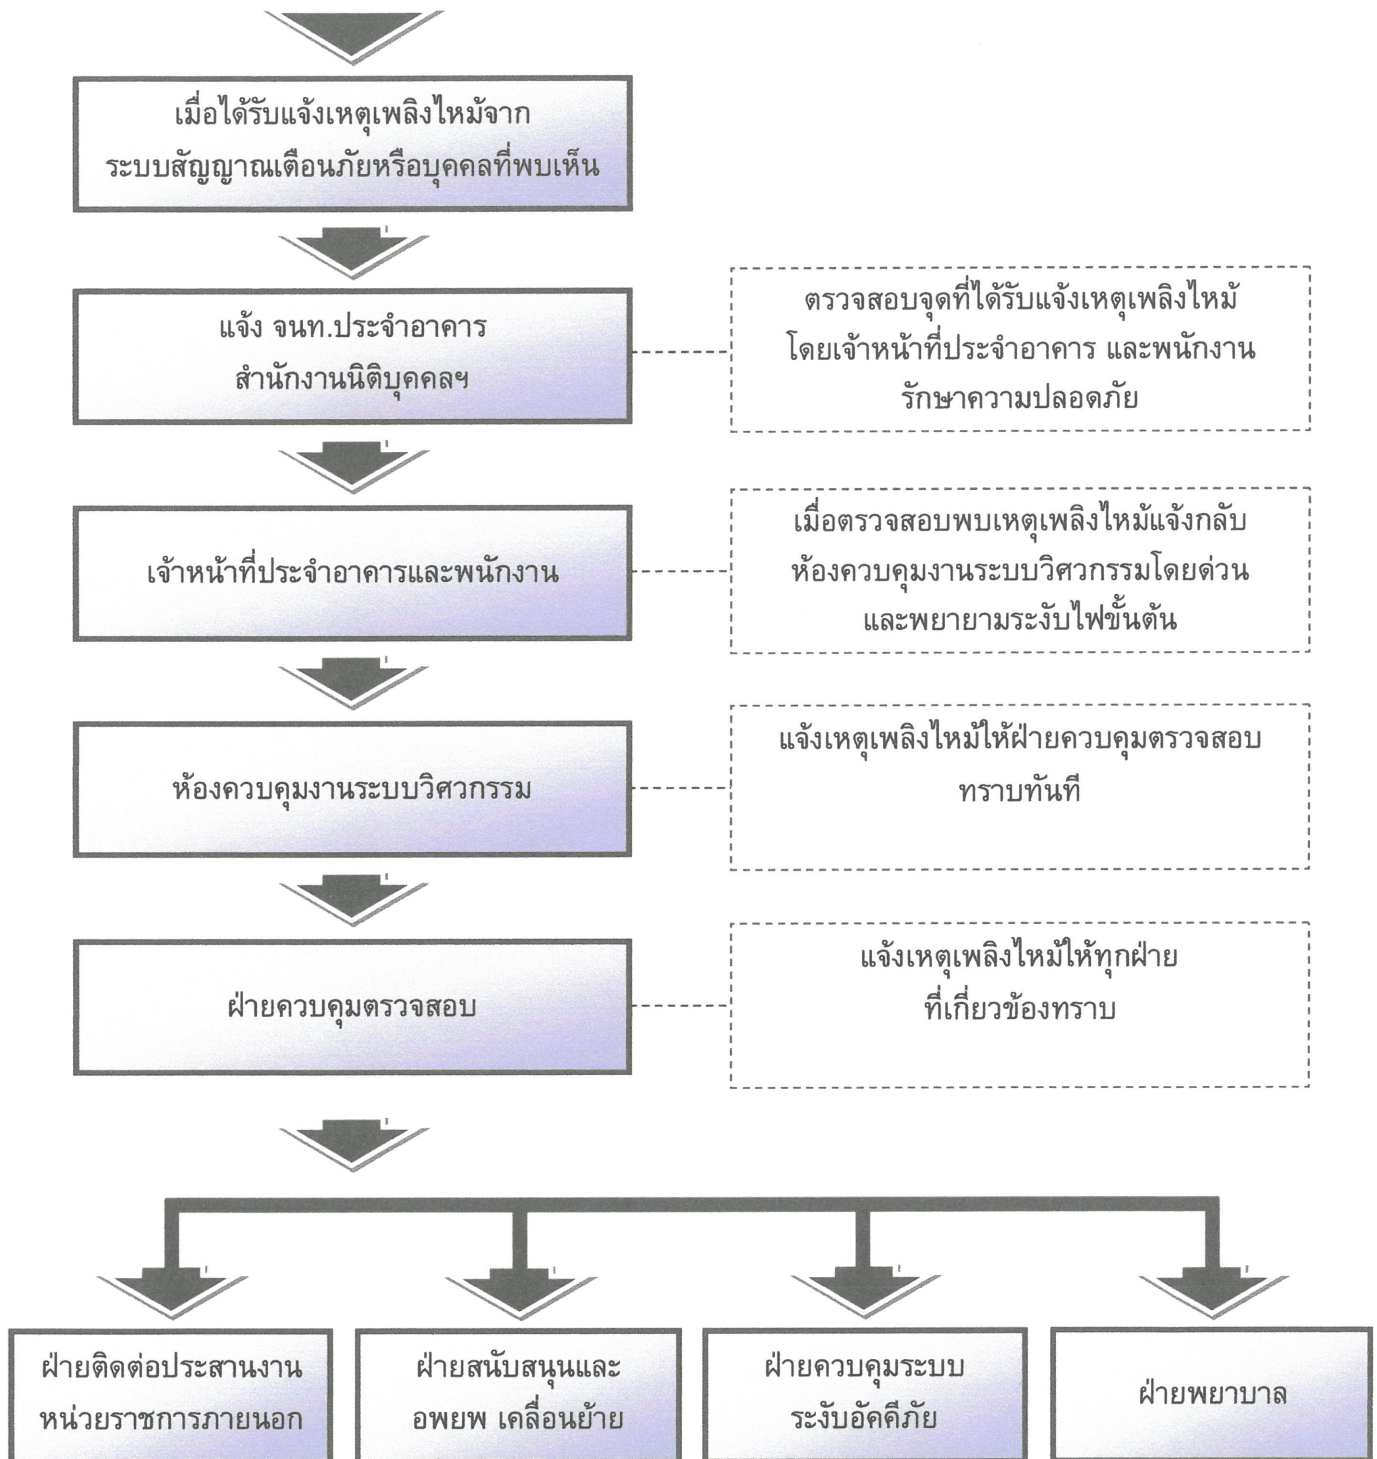 เมื่อได้รับแจ้งเหตุเพลิงไหม้จาก
ระบบสัญญาณเตือนภัยหรือบุคคลที่พบเห็น
แจ้ง จนท.ประจำอาคาร
สำนักงานนิติบุคคลฯ
ตรวจสอบจุดที่ได้รับแจ้งเหตุเพลิงไหม้
โดยเจ้าหน้าที่ประจำอาคาร และพนักงาน
รักษาความปลอดภัย
เจ้าหน้าที่ประจำอาคารและพนักงาน
เมื่อตรวจสอบพบเหตุเพลิงไหม้แจ้งกลับ
ห้องควบคุมงานระบบวิศวกรรมโดยด่วน
และพยายามระงับไฟขั้นต้น
ห้องควบคุมงานระบบวิศวกรรม
แจ้งเหตุเพลิงไหม้ให้ฝ่ายควบคุมตรวจสอบ
ทราบทันที
ฝ่ายควบคุมตรวจสอบ
แจ้งเหตุเพลิงไหม้ให้ทุกฝ่าย
ที่เกี่ยวข้องทราบ
ฝ่ายติดต่อประสานงาน
หน่วยราชการภายนอก
ฝ่ายสนับสนุนและ
อพยพ เคลื่อนย้าย
ฝ่ายควบคุมระบบ
ระงับอัคคีภัย
ฝ่ายพยาบาล